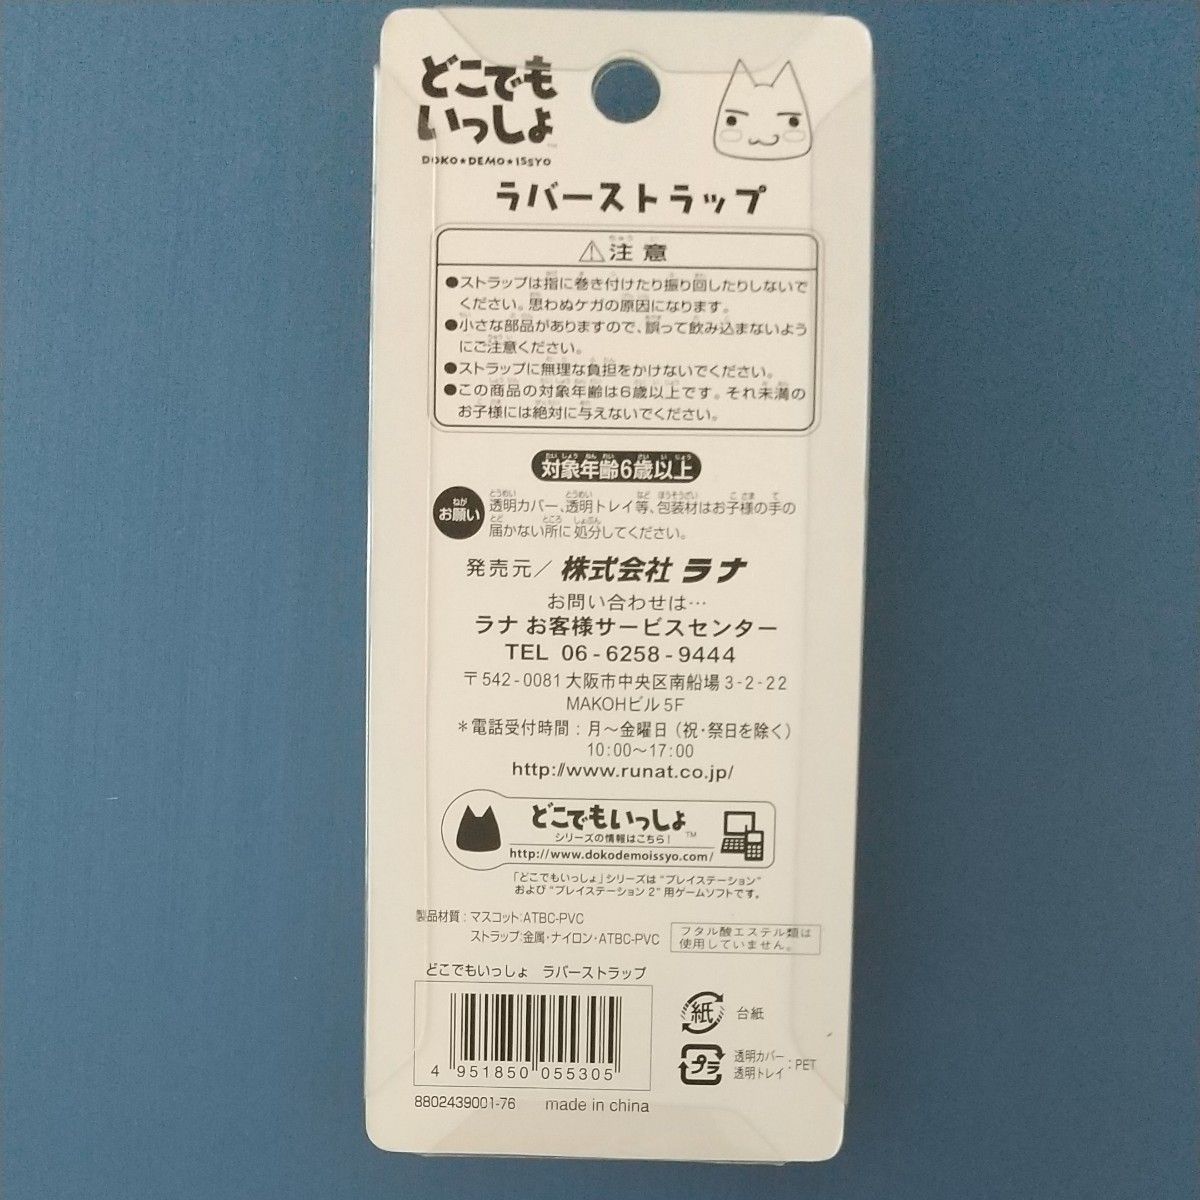 どこでも
いっしょ™
DOKO★DEMO★ISSYO
ラバーストラップ
⚠注意
●ストラップは指に巻き付けたり振り回したりしないで
ください。思わぬケガの原因になります。
●小さな部品がありますので、誤って飲み込まないよう
にご注意ください。
●ストラップに無理な負担をかけないでください。
●この商品の対象年齢は6歳以上です。それ未満の
お子様には絶対に与えないでください。
対象年齢6歳以上
お願い
透明カバー、透明トレイ等、包装材はお子様の手の
届かない所に処分してください。
発売元／株式会社 ラナ
お問い合わせは…
ラナ お客様サービスセンター
TEL 06-6258-9444
〒542-0081 大阪市中央区南船場3-2-22
MAKOHビル5F
＊電話受付時間：月～金曜日（祝・祭日を除く）
10:00～17:00
http://www.runat.co.jp/
どこでもいっしょ™
シリーズの情報はこちら！
http://www.dokodemoissyo.com/
「どこでもいっしょ」シリーズは“プレイステーション”
および“プレイステーション 2”用ゲームソフトです。
製品材質：マスコット:ATBC-PVC
ストラップ:金属・ナイロン・ATBC-PVC
フタル酸エステル類は
使用していません。
どこでもいっしょ ラバーストラップ
4 951850 055305
8802439001-76 made in china
紙 台紙
プラ 透明カバー
透明トレイ：PET